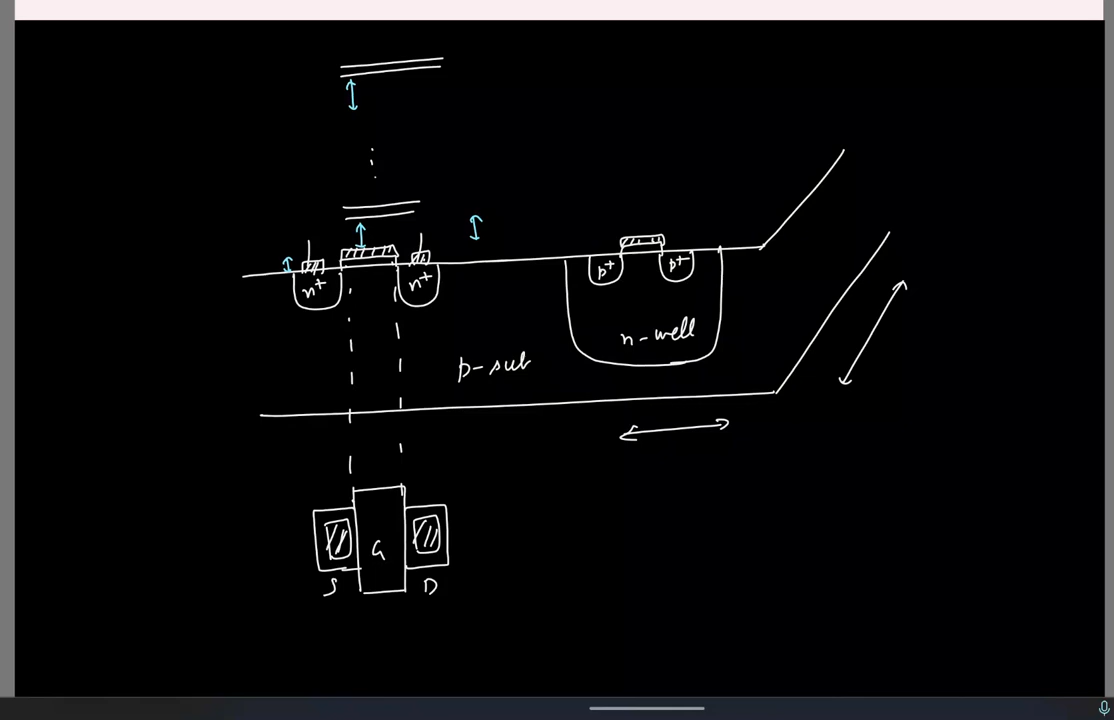 n+ n+ p+ p+
n-well
p-sub
G
S D